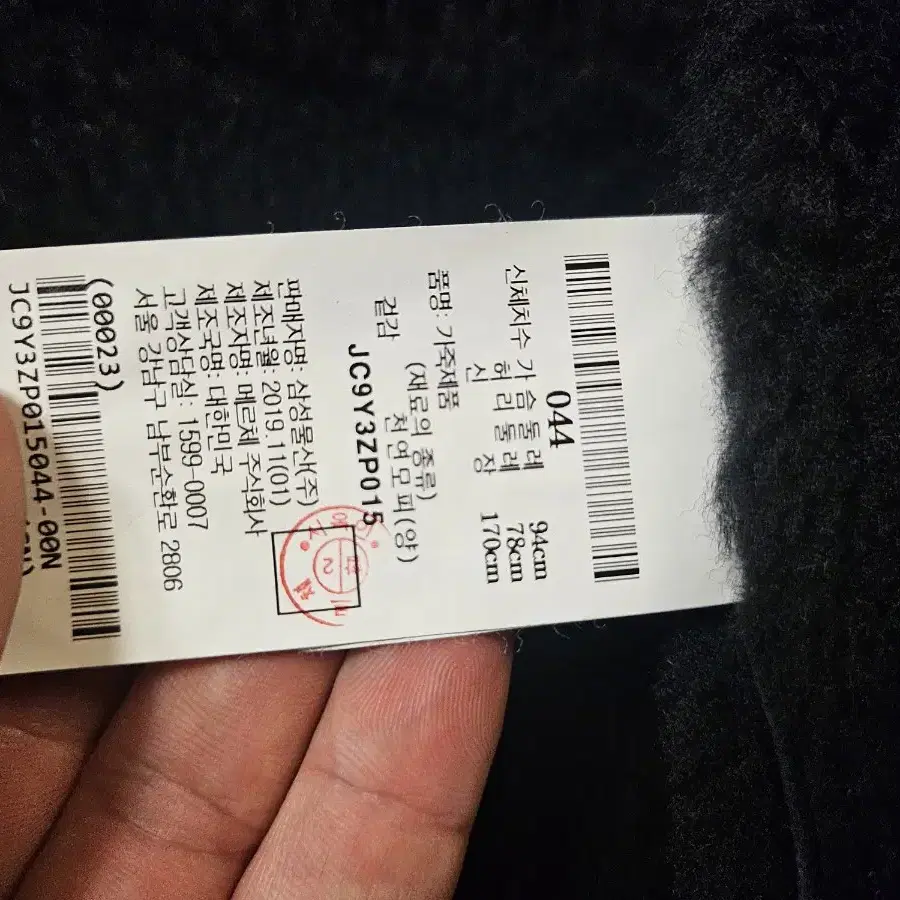 044
신체치수 가슴둘레 94cm
허리둘레 78cm
신 장 170cm
품명: 가죽제품
(재료의 종류)
겉감 천연모피(양)
JC9Y3ZP015
판매자명: 삼성물산(주)
제조년월: 2019.11(01)
제조자명: 메르체 주식회사
제조국명: 대한민국
고객상담실: 1599-0007
서울 강남구 남부순환로 2806
(00023)
JC9Y3ZP015044-00N